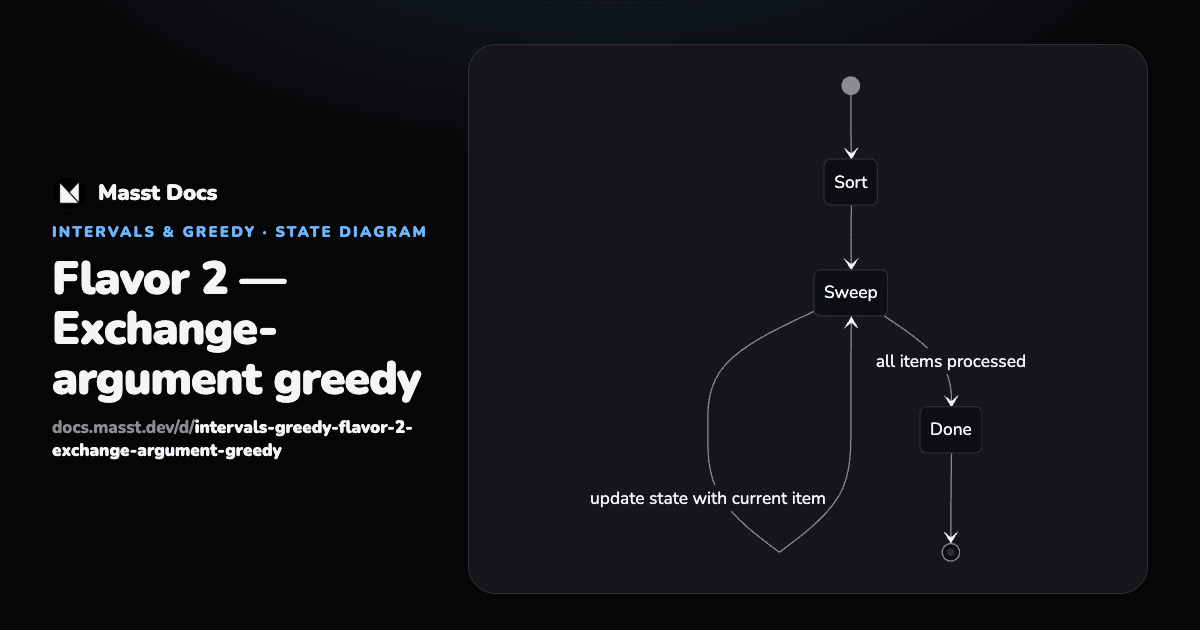 Masst Docs
INTERVALS & GREEDY · STATE DIAGRAM
Flavor 2 —
Exchange-
argument greedy
docs.masst.dev/d/intervals-greedy-flavor-2-
exchange-argument-greedy
Sort
Sweep
all items processed
Done
update state with current item